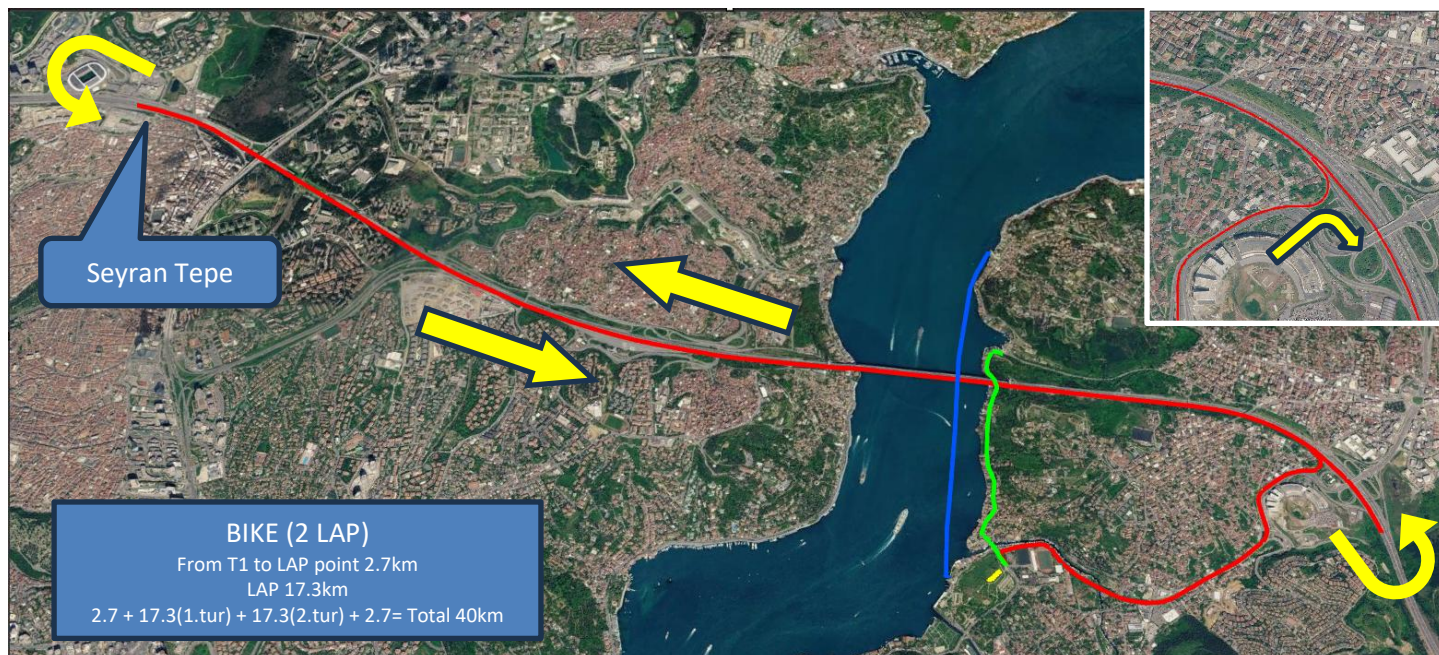 Seyran Tepe
BIKE (2 LAP)
From T1 to LAP point 2.7km
LAP 17.3km
2.7 + 17.3(1.tur) + 17.3(2.tur) + 2.7= Total 40km